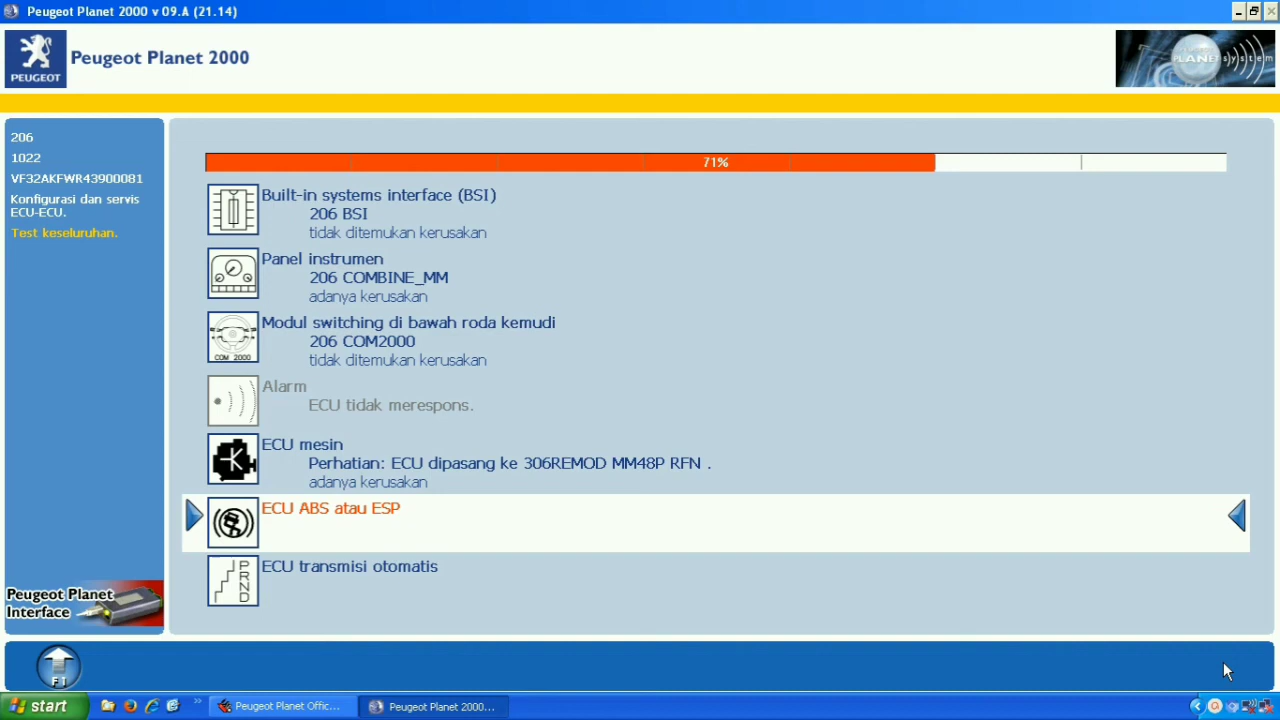 Peugeot Planet 2000 v 09.A (21.14)
PEUGEOT
Peugeot Planet 2000
206
1022
VF32AKFWR43900081
Konfigurasi dan servis
ECU-ECU.
Test keseluruhan.
71%
Built-in systems interface (BSI)
206 BSI
tidak ditemukan kerusakan
Panel instrumen
206 COMBINE_MM
adanya kerusakan
Modul switching di bawah roda kemudi
206 COM2000
tidak ditemukan kerusakan
COM 2000
Alarm
ECU tidak merespons.
ECU mesin
Perhatian: ECU dipasang ke 306REMOD MM48P RFN .
adanya kerusakan
ECU ABS atau ESP
ECU transmisi otomatis
P
R
N
D
Peugeot Planet
Interface
F1
start
Peugeot Planet Offic...
Peugeot Planet 2000...